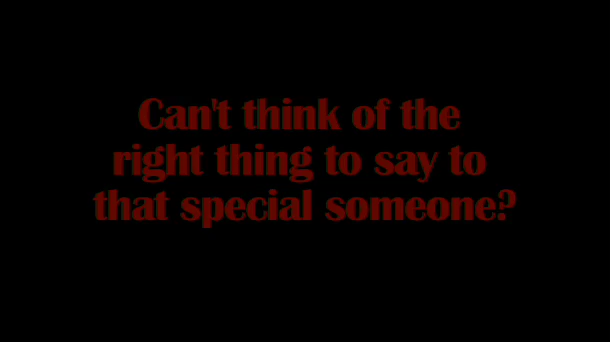 Can't think of the
right thing to say to
that special someone?